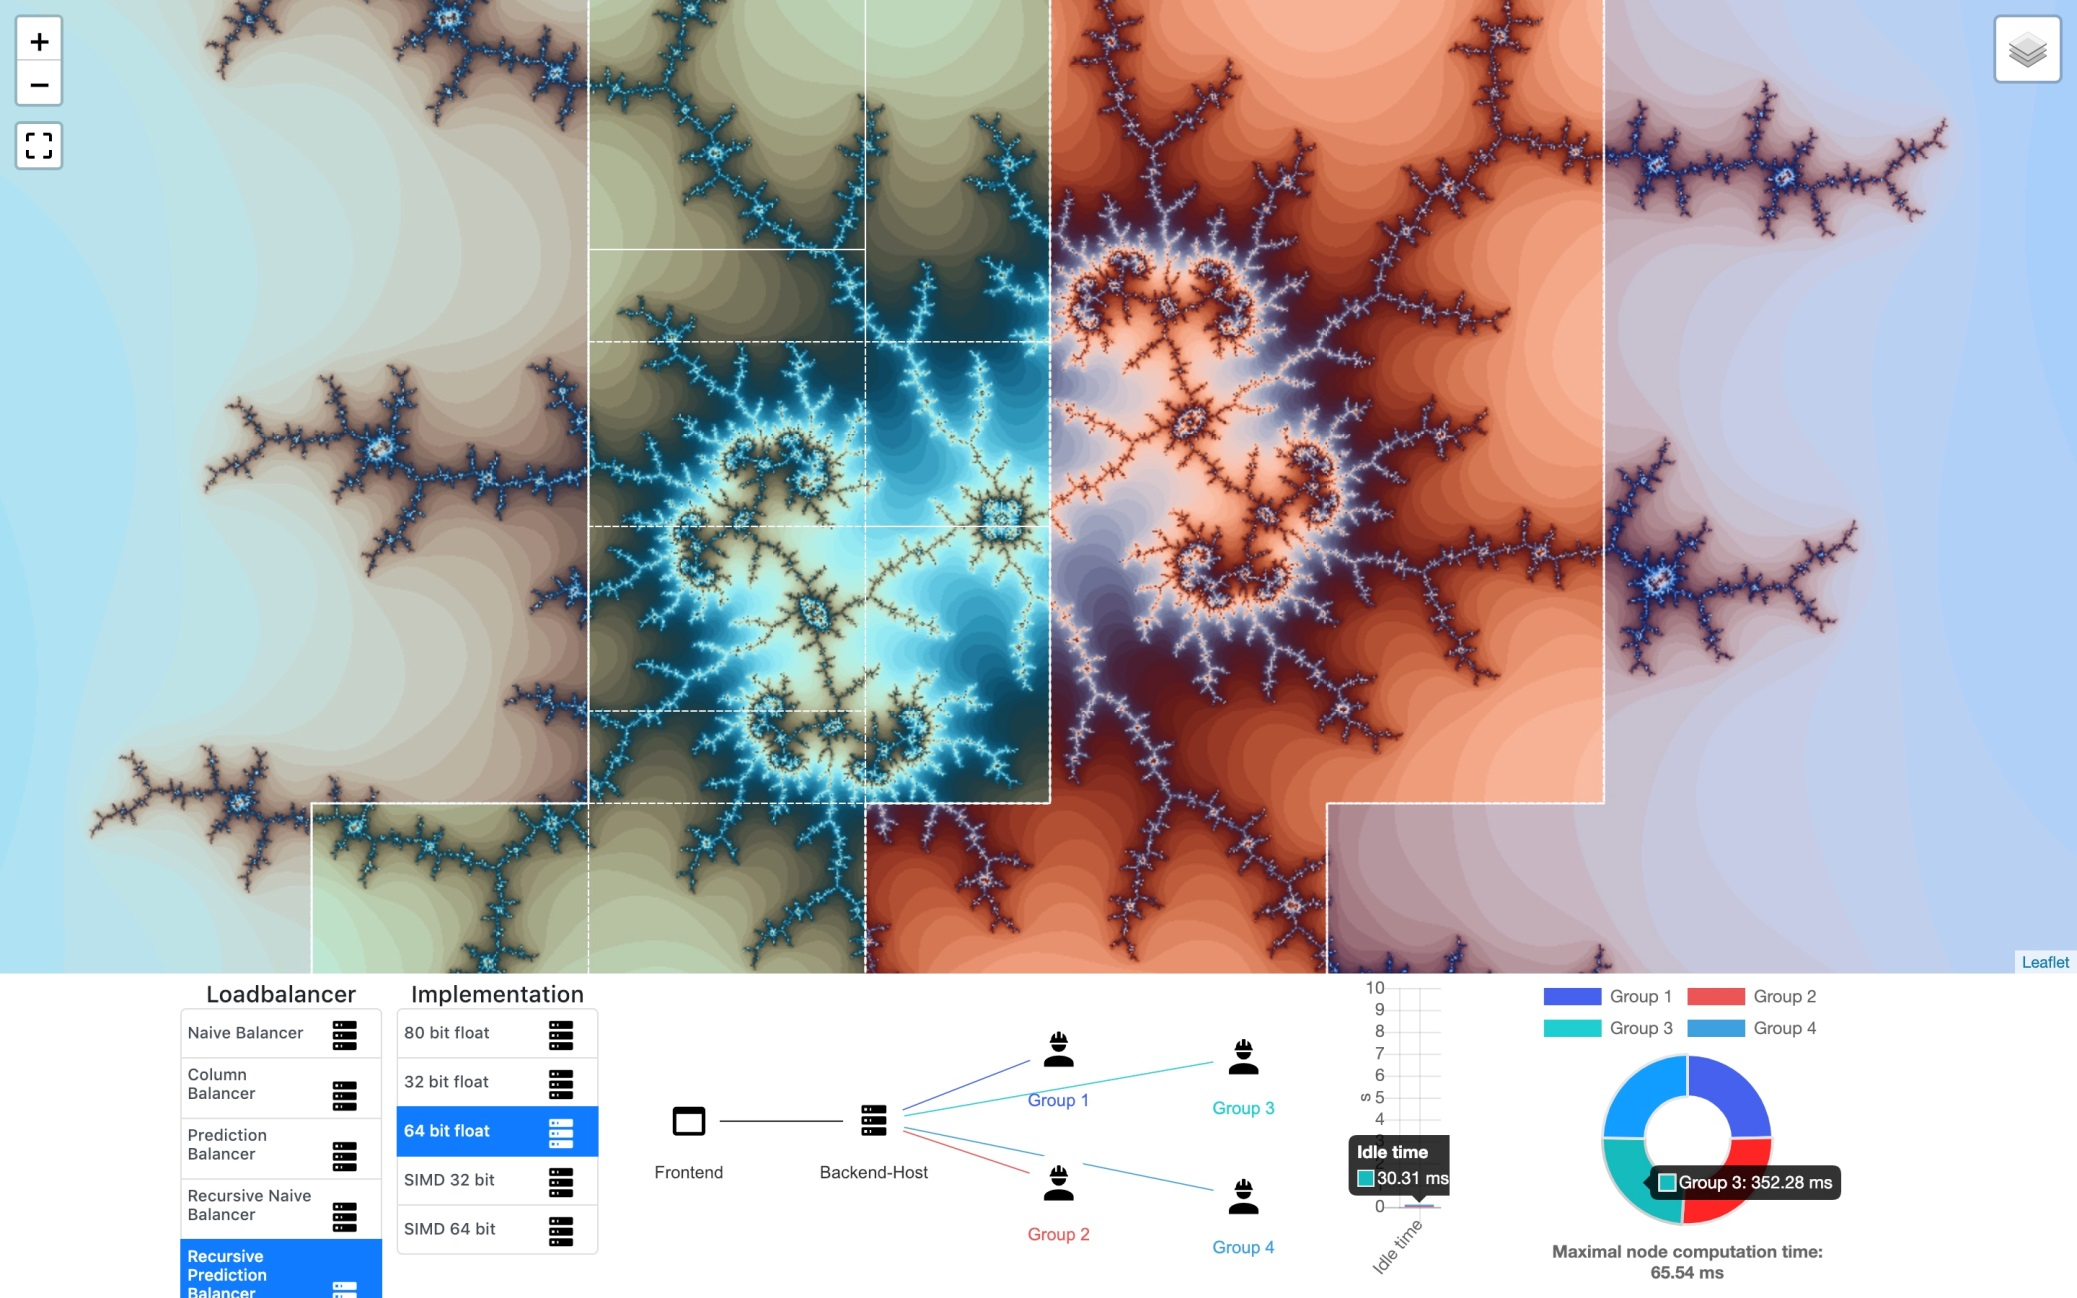 +
−
Leaflet
Loadbalancer
Naive Balancer
Column
Balancer
Prediction
Balancer
Recursive Naive
Balancer
Recursive
Prediction
Balancer
Implementation
80 bit float
32 bit float
64 bit float
SIMD 32 bit
SIMD 64 bit
Frontend
Backend-Host
Group 1
Group 3
Group 2
Group 4
10
9
8
7
6
5
4
3
2
0
s
Idle time
30.31 ms
Idle time
Group 1
Group 2
Group 3
Group 4
Group 3: 352.28 ms
Maximal node computation time:
65.54 ms